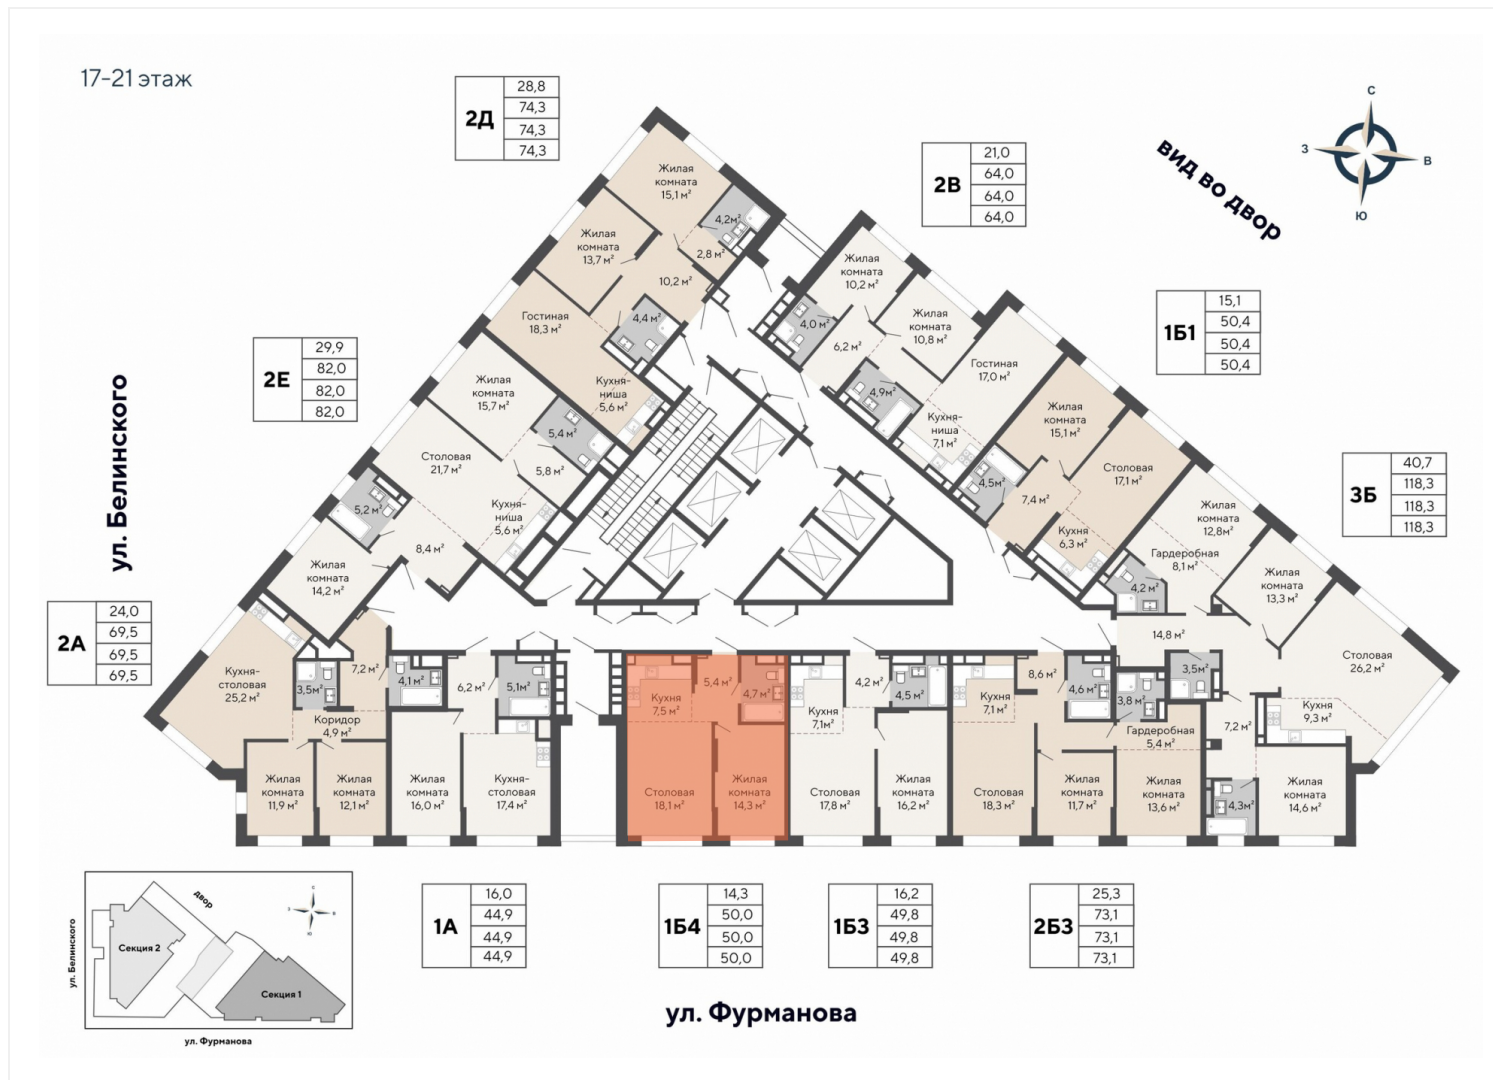 17-21 этаж
2Д
28,8
74,3
74,3
74,3
2В
21,0
64,0
64,0
64,0
С
З
В
Ю
вид во двор
1Б1
15,1
50,4
50,4
50,4
2Е
29,9
82,0
82,0
82,0
3Б
40,7
118,3
118,3
118,3
2А
24,0
69,5
69,5
69,5
ул. Белинского
Жилая
комната
15,1 м²
4,2м²
2,8 м²
Жилая
комната
13,7 м²
10,2 м²
Гостиная
18,3 м²
4,4 м²
Кухня-
ниша
5,6 м²
Жилая
комната
15,7 м²
5,4 м²
5,8 м²
Столовая
21,7 м²
Кухня-
ниша
5,6 м²
5,2 м²
8,4 м²
Жилая
комната
14,2 м²
Жилая
комната
10,2 м²
4,0 м²
6,2 м²
Жилая
комната
10,8 м²
4,9м²
Гостиная
17,0 м²
Кухня-
ниша
7,1 м²
Жилая
комната
15,1 м²
4,5м²
7,4 м²
Столовая
17,1 м²
Кухня
6,3 м²
Жилая
комната
12,8м²
Гардеробная
8,1 м²
4,2 м²
Жилая
комната
13,3 м²
14,8 м²
Столовая
26,2 м²
3,5м²
Кухня
9,3 м²
7,2 м²
4,3м²
Жилая
комната
14,6 м²
Кухня-
столовая
25,2 м²
3,5м²
7,2 м²
Коридор
4,9 м²
Жилая
комната
11,9 м²
Жилая
комната
12,1 м²
4,1 м²
6,2 м²
5,1м²
Жилая
комната
16,0 м²
Кухня-
столовая
17,4 м²
Кухня
7,5 м²
5,4 м²
4,7 м²
Столовая
18,1 м²
Жилая
комната
14,3 м²
Кухня
7,1м²
4,2 м²
4,5 м²
Столовая
17,8 м²
Жилая
комната
16,2 м²
Кухня
7,1 м²
8,6 м²
4,6 м²
Столовая
18,3 м²
Жилая
комната
11,7 м²
3,8 м²
Гардеробная
5,4 м²
Жилая
комната
13,6 м²
1А
16,0
44,9
44,9
44,9
1Б4
14,3
50,0
50,0
50,0
1Б3
16,2
49,8
49,8
49,8
2Б3
25,3
73,1
73,1
73,1
ул. Фурманова
ул. Белинского
двор
Секция 2
Секция 1
С
З
В
Ю
ул. Фурманова